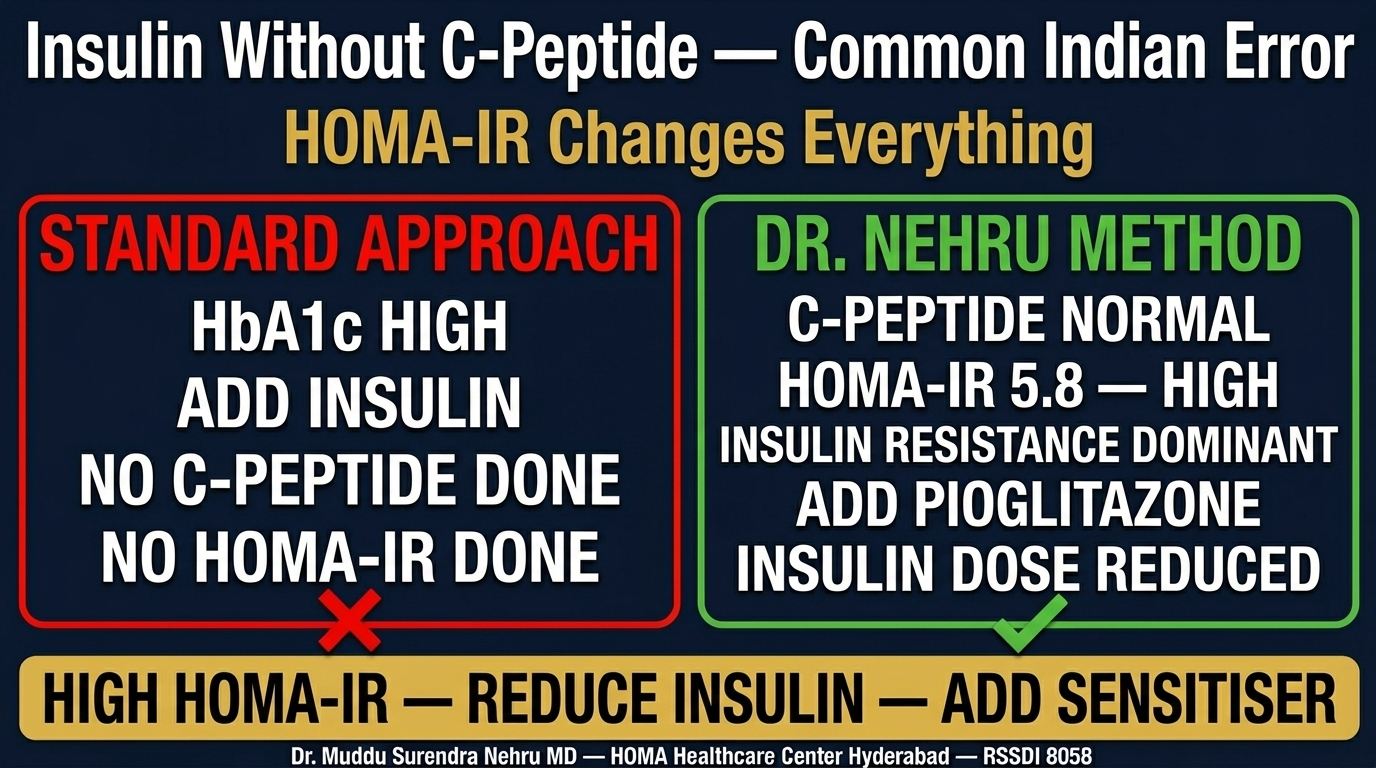 Insulin Without C-Peptide — Common Indian Error
HOMA-IR Changes Everything
STANDARD APPROACH
HbA1c HIGH
ADD INSULIN
NO C-PEPTIDE DONE
NO HOMA-IR DONE
DR. NEHRU METHOD
C-PEPTIDE NORMAL
HOMA-IR 5.8 — HIGH
INSULIN RESISTANCE DOMINANT
ADD PIOGLITAZONE
INSULIN DOSE REDUCED
HIGH HOMA-IR — REDUCE INSULIN — ADD SENSITISER
Dr. Muddu Surendra Nehru MD — HOMA Healthcare Center Hyderabad — RSSDI 8058